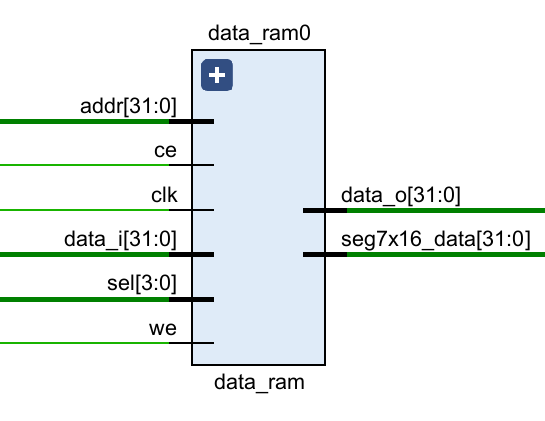 data_ram0
addr[31:0]
ce
clk
data_i[31:0]
sel[3:0]
we
data_o[31:0]
seg7x16_data[31:0]
data_ram